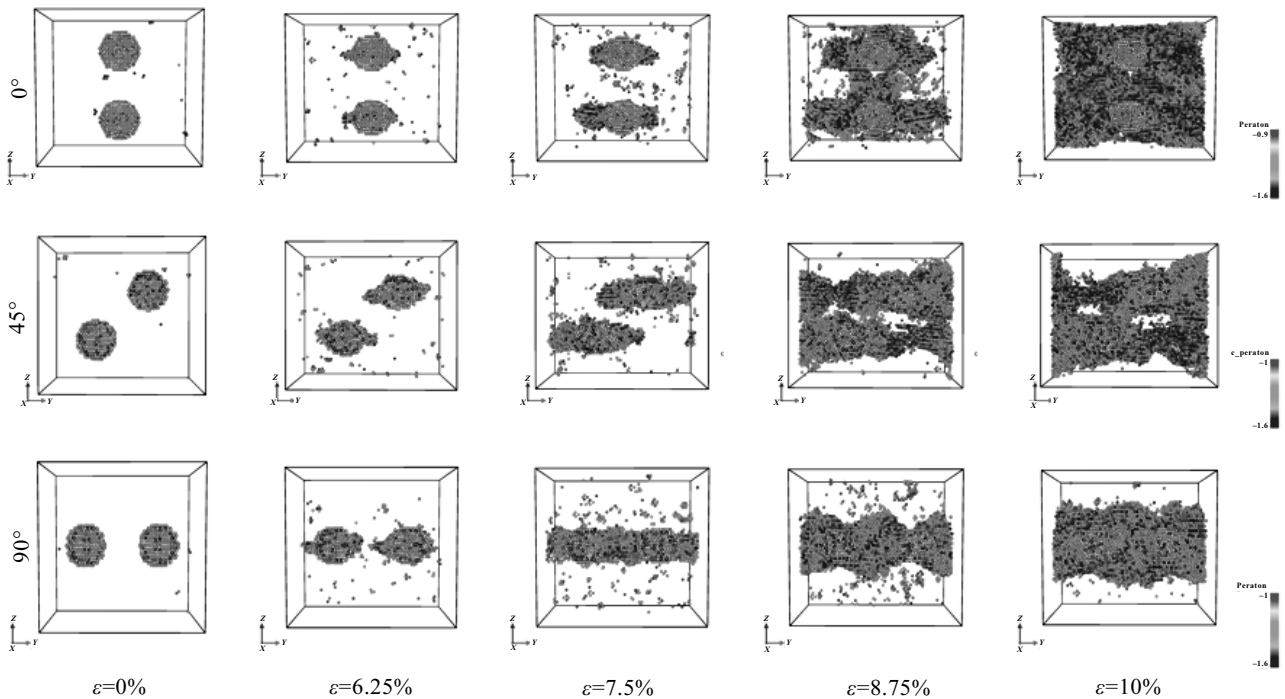 0°
Z
X Y
Z
X Y
Z
X Y
Z
X Y
Z
X Y
Peraton
−0.9
−1.6
45°
Z
X Y
Z
X Y
Z
X Y
Z
X Y
Z
X Y
c
c
c_peraton
−1
−1.6
90°
Z
X Y
Z
X Y
Z
X Y
Z
X Y
Z
X Y
Peraton
−1
−1.6
ε=0% ε=6.25% ε=7.5% ε=8.75% ε=10%